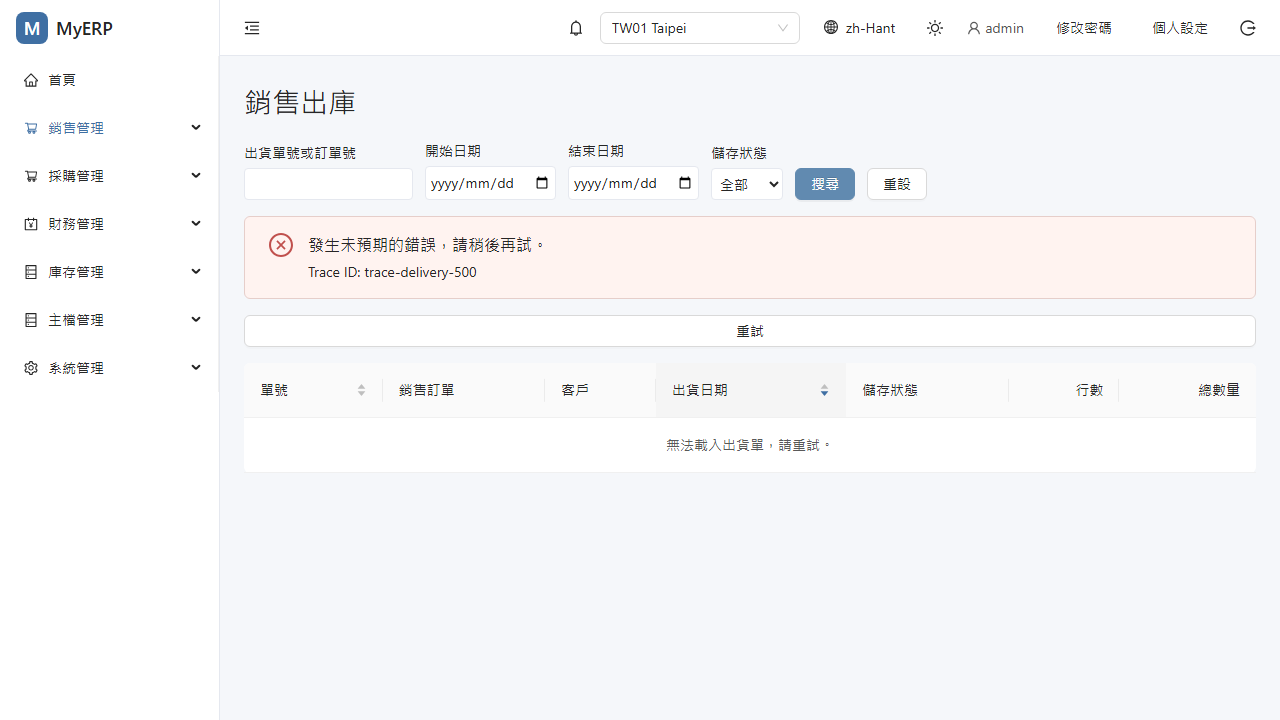 M MyERP
TW01 Taipei
zh-Hant
admin
修改密碼
個人設定
首頁
銷售管理
採購管理
財務管理
庫存管理
主檔管理
系統管理
銷售出庫
出貨單號或訂單號
開始日期
結束日期
儲存狀態
yyyy/mm/dd
yyyy/mm/dd
全部
搜尋
重設
發生未預期的錯誤，請稍後再試。
Trace ID: trace-delivery-500
重試
單號 銷售訂單 客戶 出貨日期 儲存狀態 行數 總數量
無法載入出貨單，請重試。